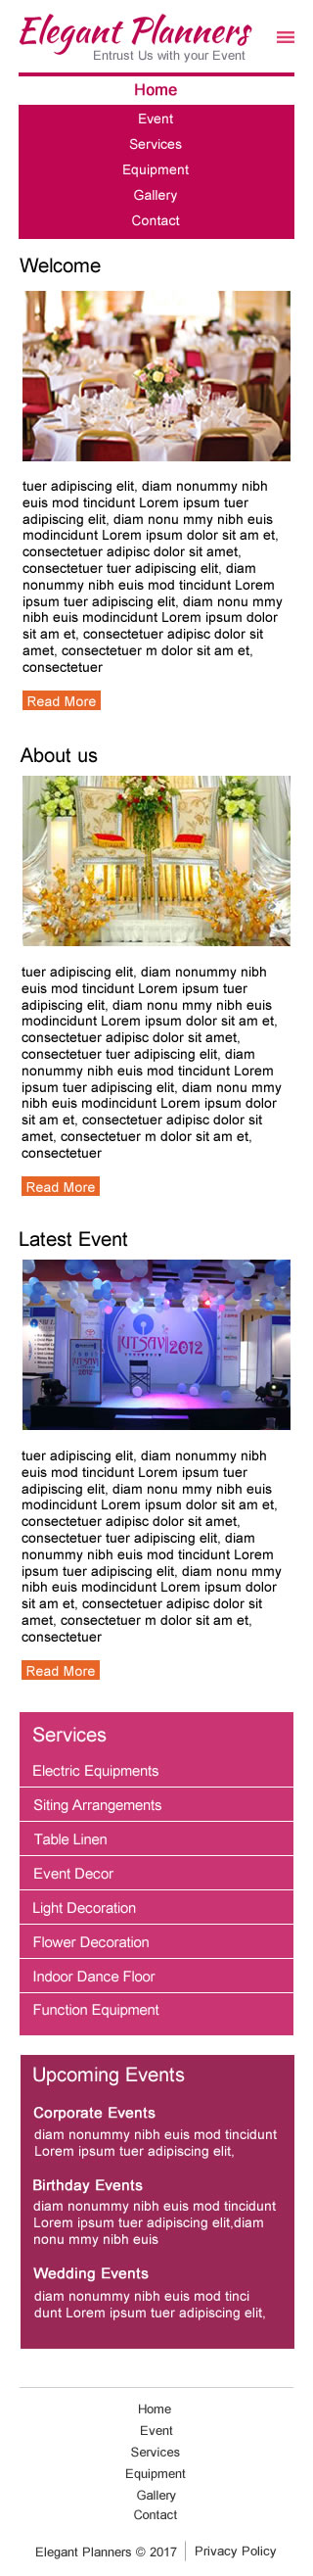 Elegant Planners
Entrust Us with your Event
Home
Event
Services
Equipment
Gallery
Contact
Welcome
tuer adipiscing elit, diam nonummy nibh
euis mod tincidunt Lorem ipsum tuer
adipiscing elit, diam nonu mmy nibh euis
modincidunt Lorem ipsum dolor sit am et,
consectetuer adipisc dolor sit amet,
consectetuer tuer adipiscing elit, diam
nonummy nibh euis mod tincidunt Lorem
ipsum tuer adipiscing elit, diam nonu mmy
nibh euis modincidunt Lorem ipsum dolor
sit am et, consectetuer adipisc dolor sit
amet, consectetuer m dolor sit am et,
consectetuer
Read More
About us
tuer adipiscing elit, diam nonummy nibh
euis mod tincidunt Lorem ipsum tuer
adipiscing elit, diam nonu mmy nibh euis
modincidunt Lorem ipsum dolor sit am et,
consectetuer adipisc dolor sit amet,
consectetuer tuer adipiscing elit, diam
nonummy nibh euis mod tincidunt Lorem
ipsum tuer adipiscing elit, diam nonu mmy
nibh euis modincidunt Lorem ipsum dolor
sit am et, consectetuer adipisc dolor sit
amet, consectetuer m dolor sit am et,
consectetuer
Read More
Latest Event
UTSAV 2012
2012
tuer adipiscing elit, diam nonummy nibh
euis mod tincidunt Lorem ipsum tuer
adipiscing elit, diam nonu mmy nibh euis
modincidunt Lorem ipsum dolor sit am et,
consectetuer adipisc dolor sit amet,
consectetuer tuer adipiscing elit, diam
nonummy nibh euis mod tincidunt Lorem
ipsum tuer adipiscing elit, diam nonu mmy
nibh euis modincidunt Lorem ipsum dolor
sit am et, consectetuer adipisc dolor sit
amet, consectetuer m dolor sit am et,
consectetuer
Read More
Services
Electric Equipments
Siting Arrangements
Table Linen
Event Decor
Light Decoration
Flower Decoration
Indoor Dance Floor
Function Equipment
Upcoming Events
Corporate Events
diam nonummy nibh euis mod tincidunt
Lorem ipsum tuer adipiscing elit,
Birthday Events
diam nonummy nibh euis mod tincidunt
Lorem ipsum tuer adipiscing elit,diam
nonu mmy nibh euis
Wedding Events
diam nonummy nibh euis mod tinci
dunt Lorem ipsum tuer adipiscing elit,
Home
Event
Services
Equipment
Gallery
Contact
Elegant Planners © 2017 Privacy Policy